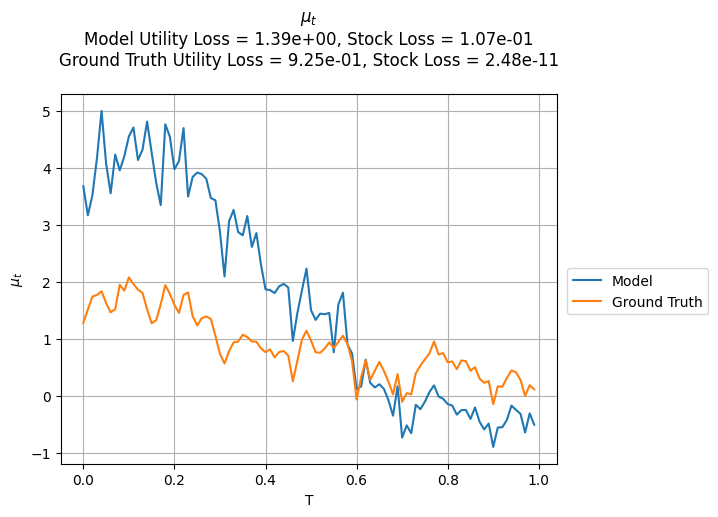 μₜ
Model Utility Loss = 1.39e+00, Stock Loss = 1.07e-01
Ground Truth Utility Loss = 9.25e-01, Stock Loss = 2.48e-11
5
4
3
2
1
0
−1
μₜ
0.0 0.2 0.4 0.6 0.8 1.0
T
Model
Ground Truth